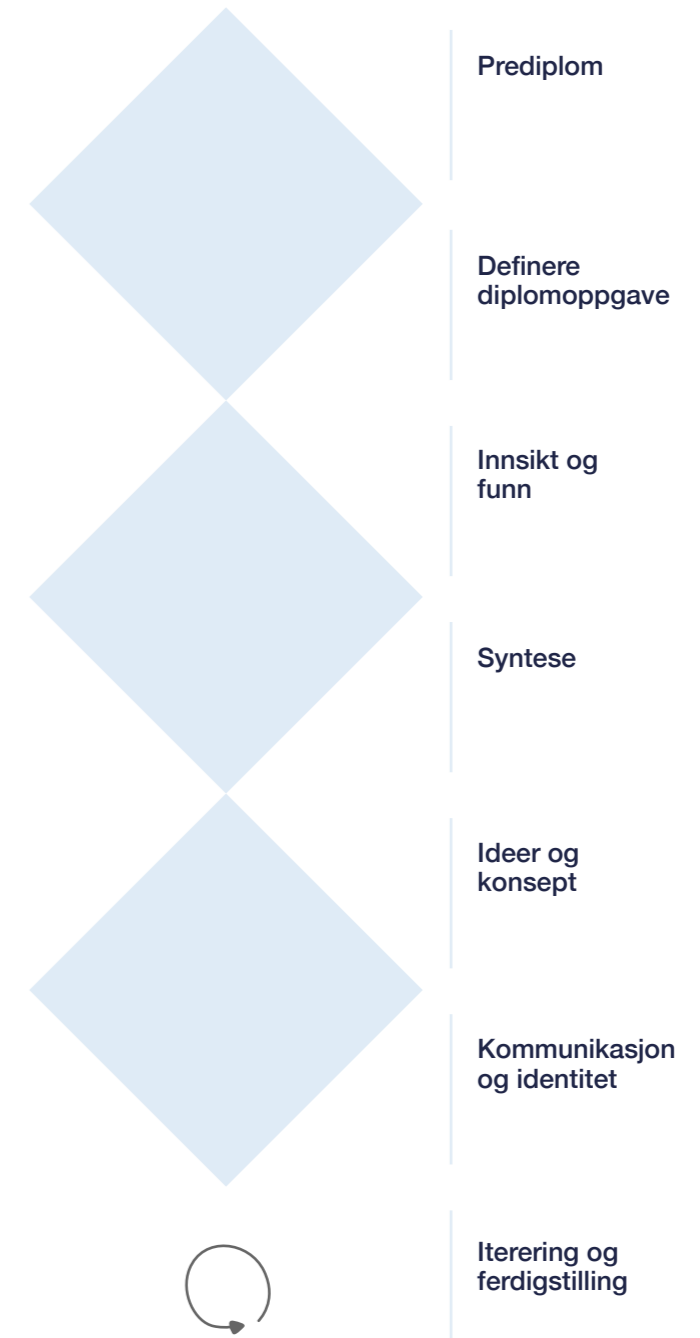 Prediplom
Definere
diplomoppgave
Innsikt og
funn
Syntese
Ideer og
konsept
Kommunikasjon
og identitet
Iterering og
ferdigstilling